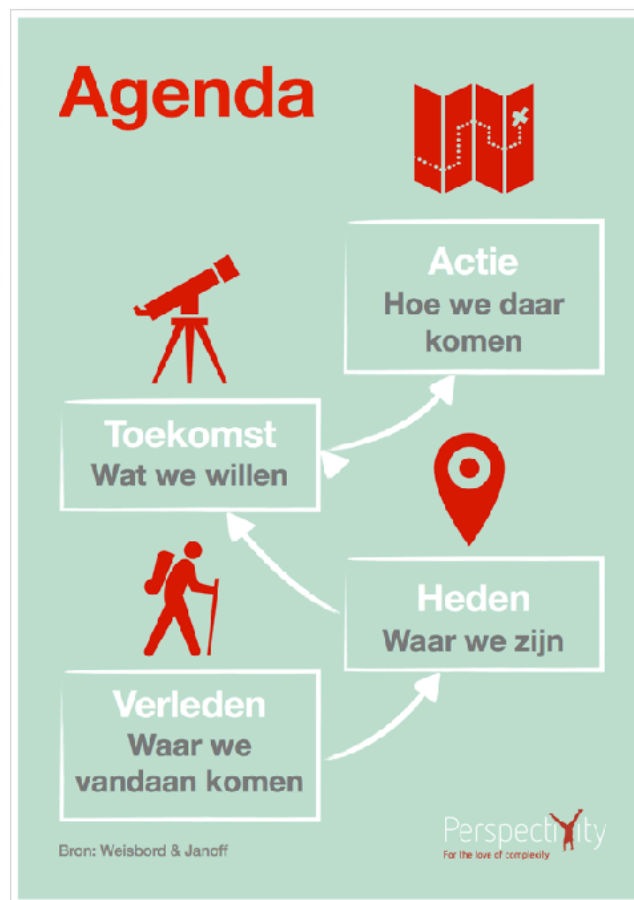 Agenda
Actie
Hoe we daar
komen
Toekomst
Wat we willen
Heden
Waar we zijn
Verleden
Waar we
vandaan komen
Bron: Weisbord & Janoff
Perspectivity
For the love of complexity